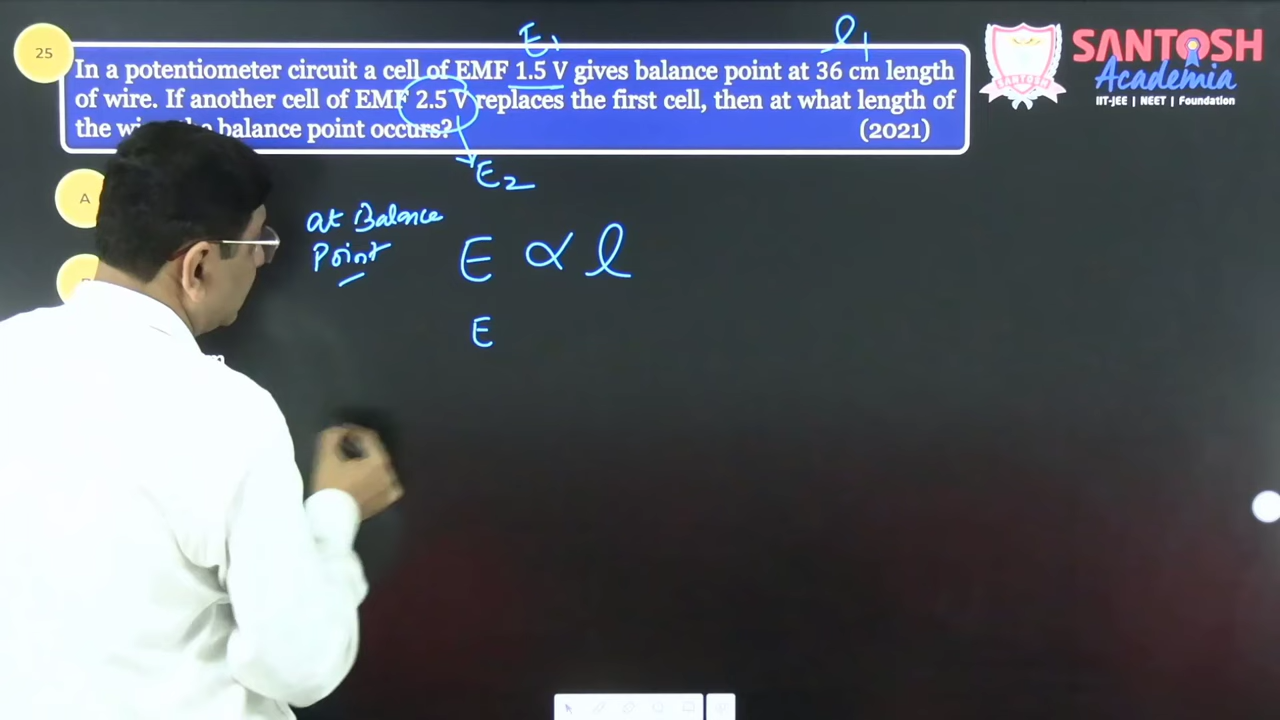 25
E1
l1
In a potentiometer circuit a cell of EMF 1.5 V gives balance point at 36 cm length
of wire. If another cell of EMF 2.5 V replaces the first cell, then at what length of
the balance point occurs? (2021)
SANTOSH
Academia
IIT-JEE | NEET | Foundation
SANTOSH
E2
A
at Balance
Point
E ∝ l
E